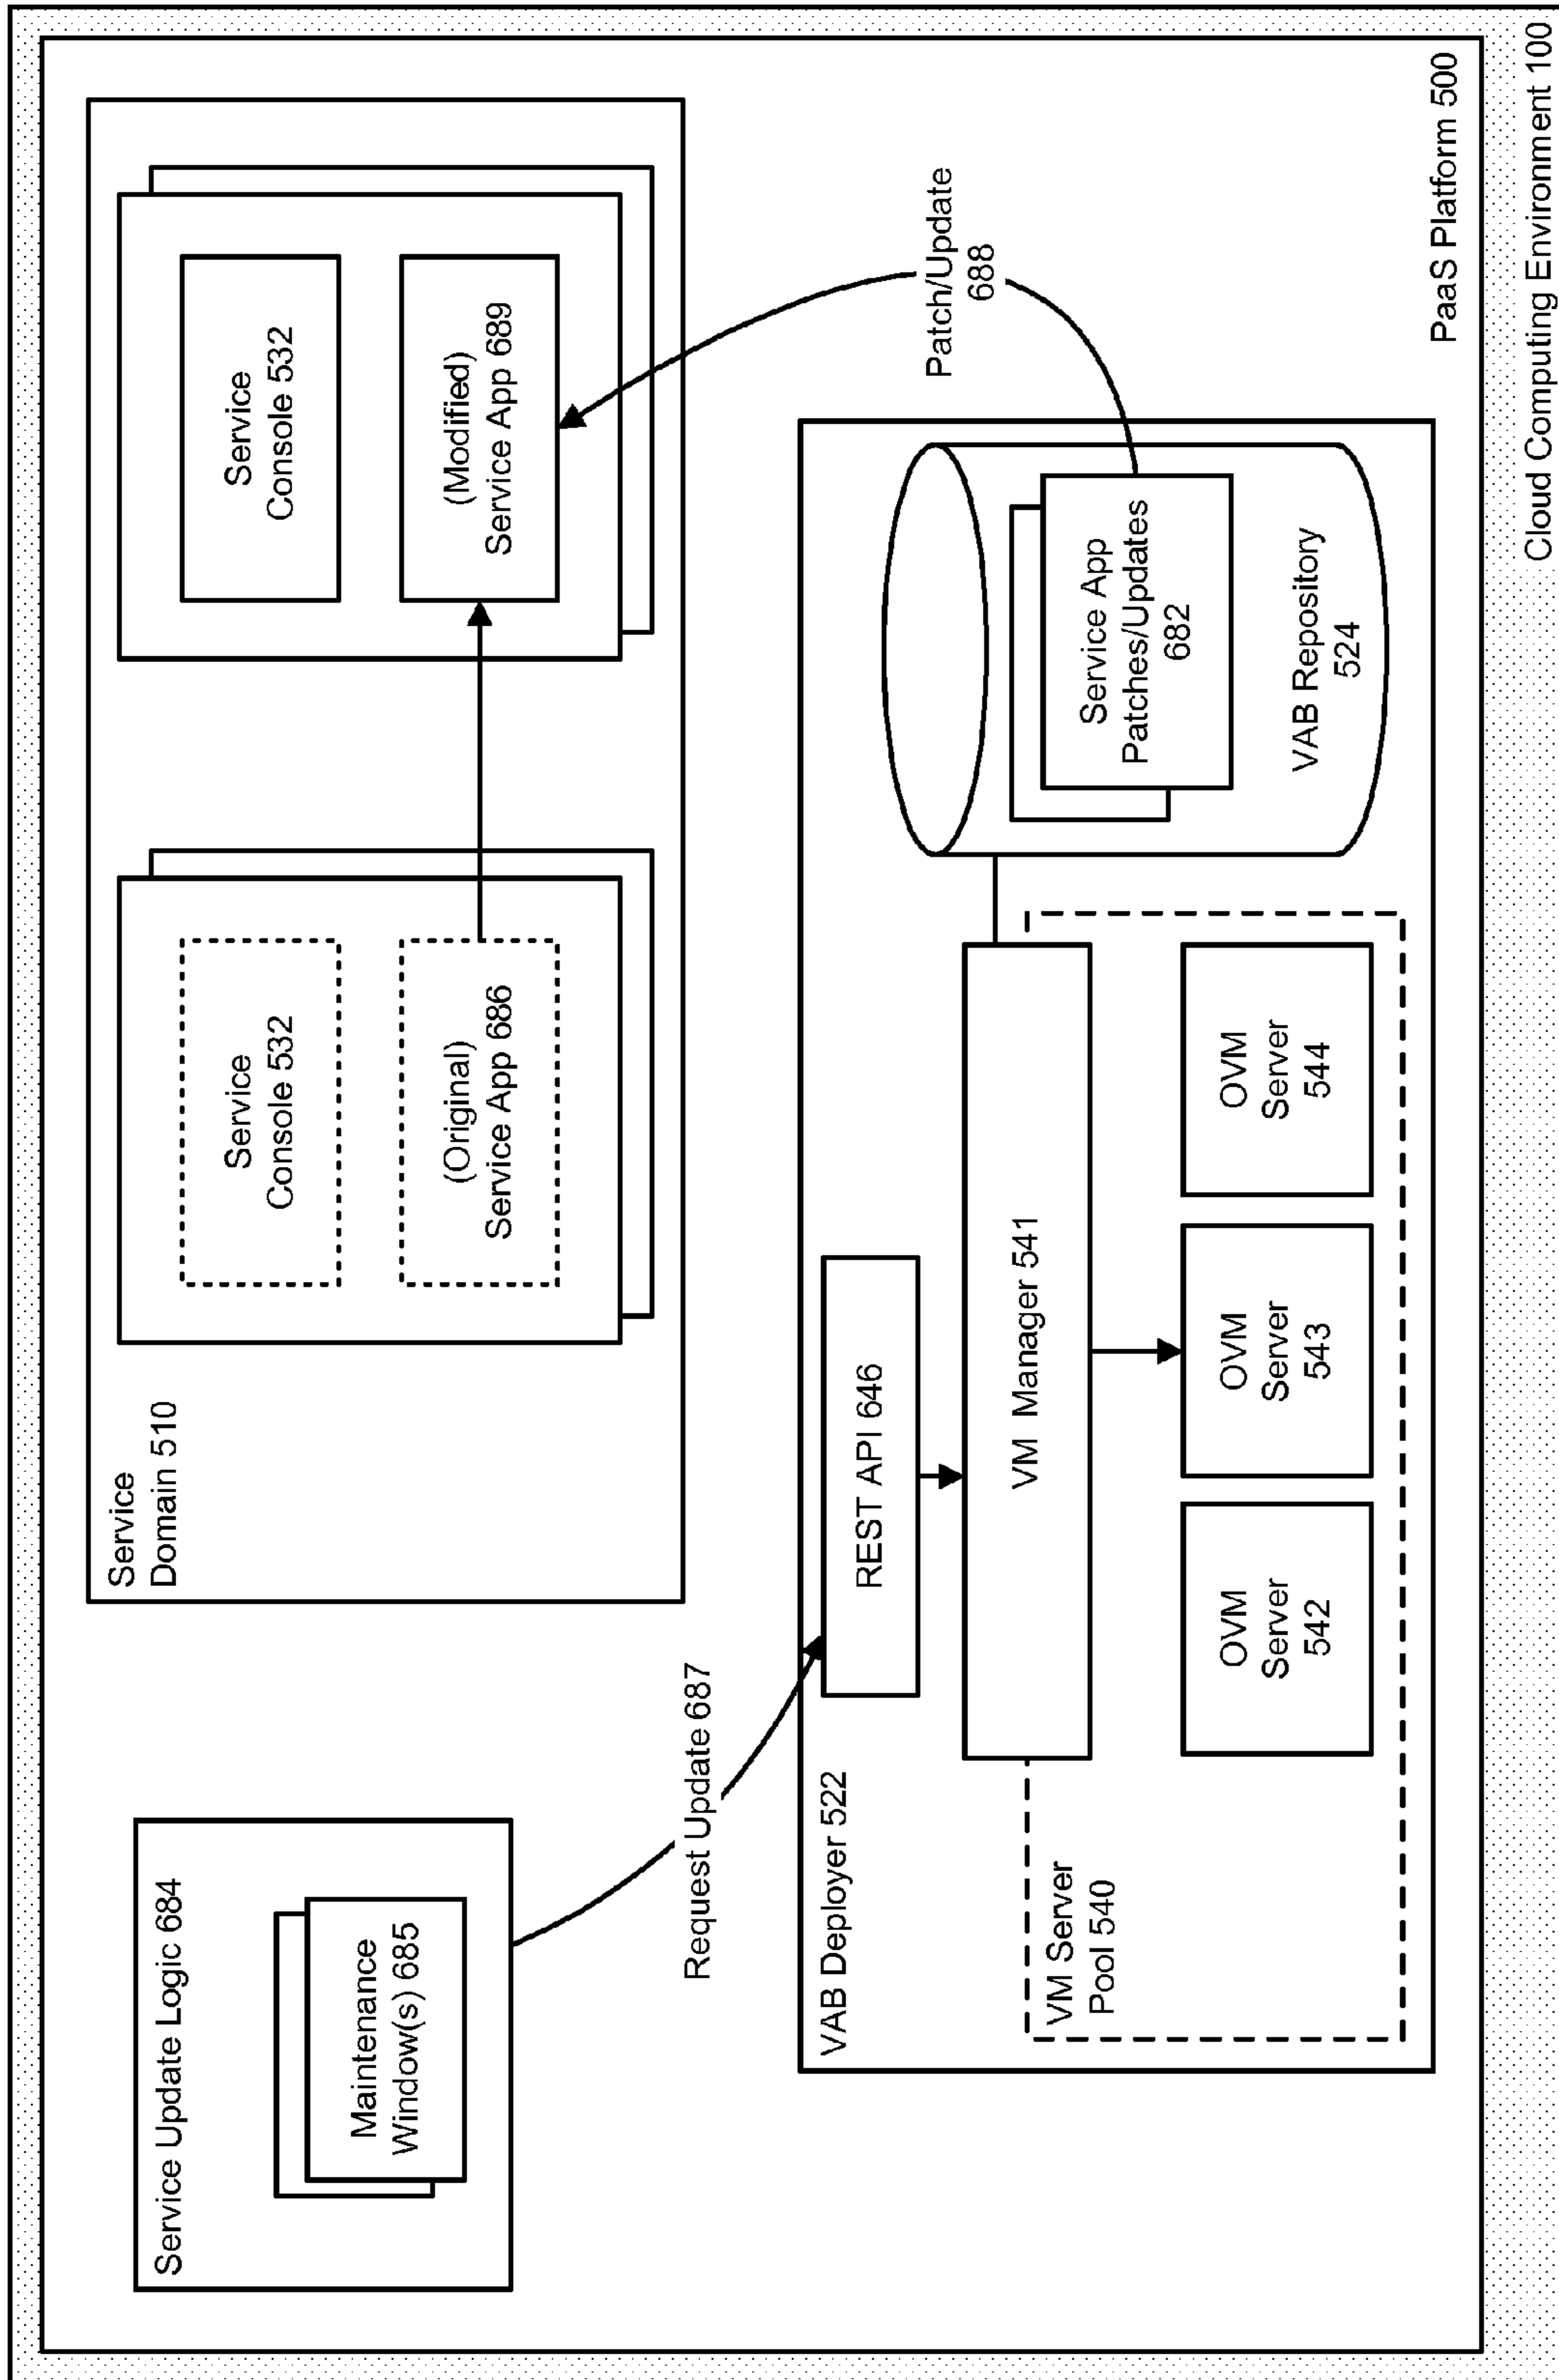 Service Update Logic 684
Maintenance
Window(s) 685
Service
Domain 510
Service
Console 532
(Original)
Service App 686
Service
Console 532
(Modified)
Service App 689
Request Update 687
Patch/Update
688
VAB Deployer 522
REST API 646
VM Manager 541
VM Server
Pool 540
OVM
Server
542
OVM
Server
543
OVM
Server
544
Service App
Patches/Updates
682
VAB Repository
524
PaaS Platform 500
Cloud Computing Environment 100